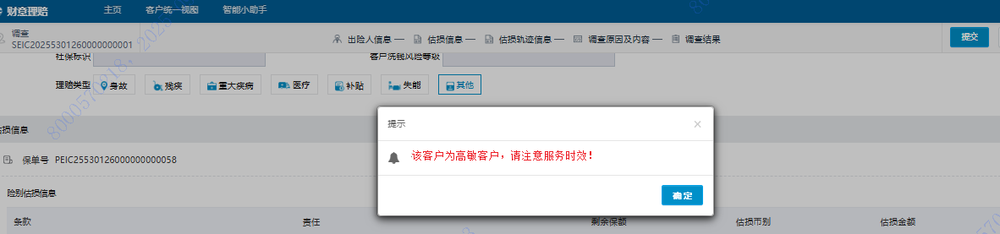 财意理赔 主页 客户统一视图 智能小助手
调查
SEIC20255301260000000001
出险人信息 — 估损信息 — 估损轨迹信息 — 调查原因及内容 — 调查结果 提交
社保标识 客户洗钱风险等级
理赔类型 身故 残疾 重大疾病 医疗 补贴 失能 其他
提示 ×
估损信息
保单号 PEIC25530126000000000058
该客户为高敏客户，请注意服务时效！
险别估损信息
确定
条款 责任 剩余保额 估损币别 估损金额